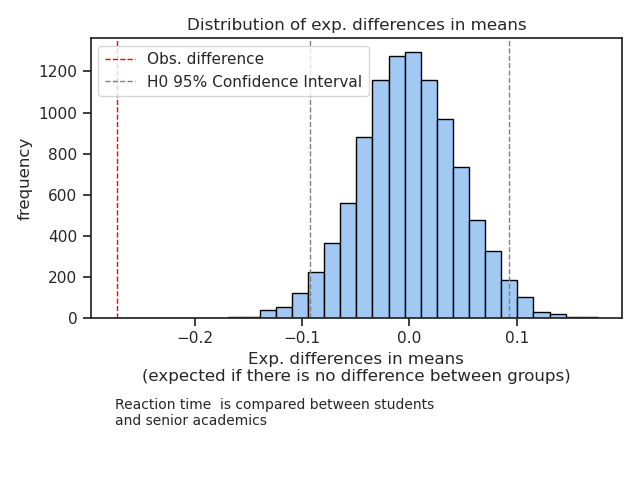 Distribution of exp. differences in means
Obs. difference
H0 95% Confidence Interval
frequency
1200
1000
800
600
400
200
0
−0.2
−0.1
0.0
0.1
Exp. differences in means
(expected if there is no difference between groups)
Reaction time  is compared between students
and senior academics